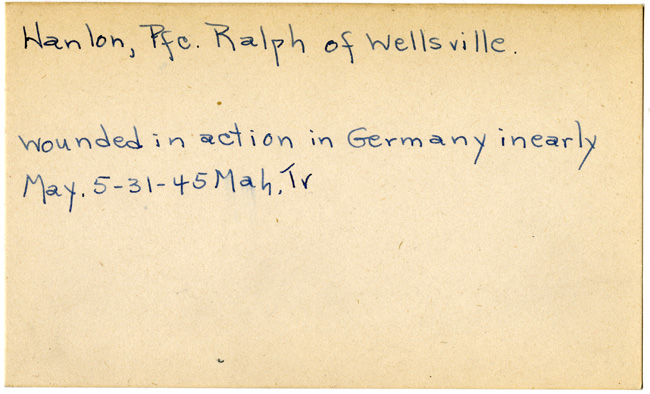 Hanlon, Pfc. Ralph of Wellsville.
wounded in action in Germany in early
May. 5-31-45 Mah. Tr